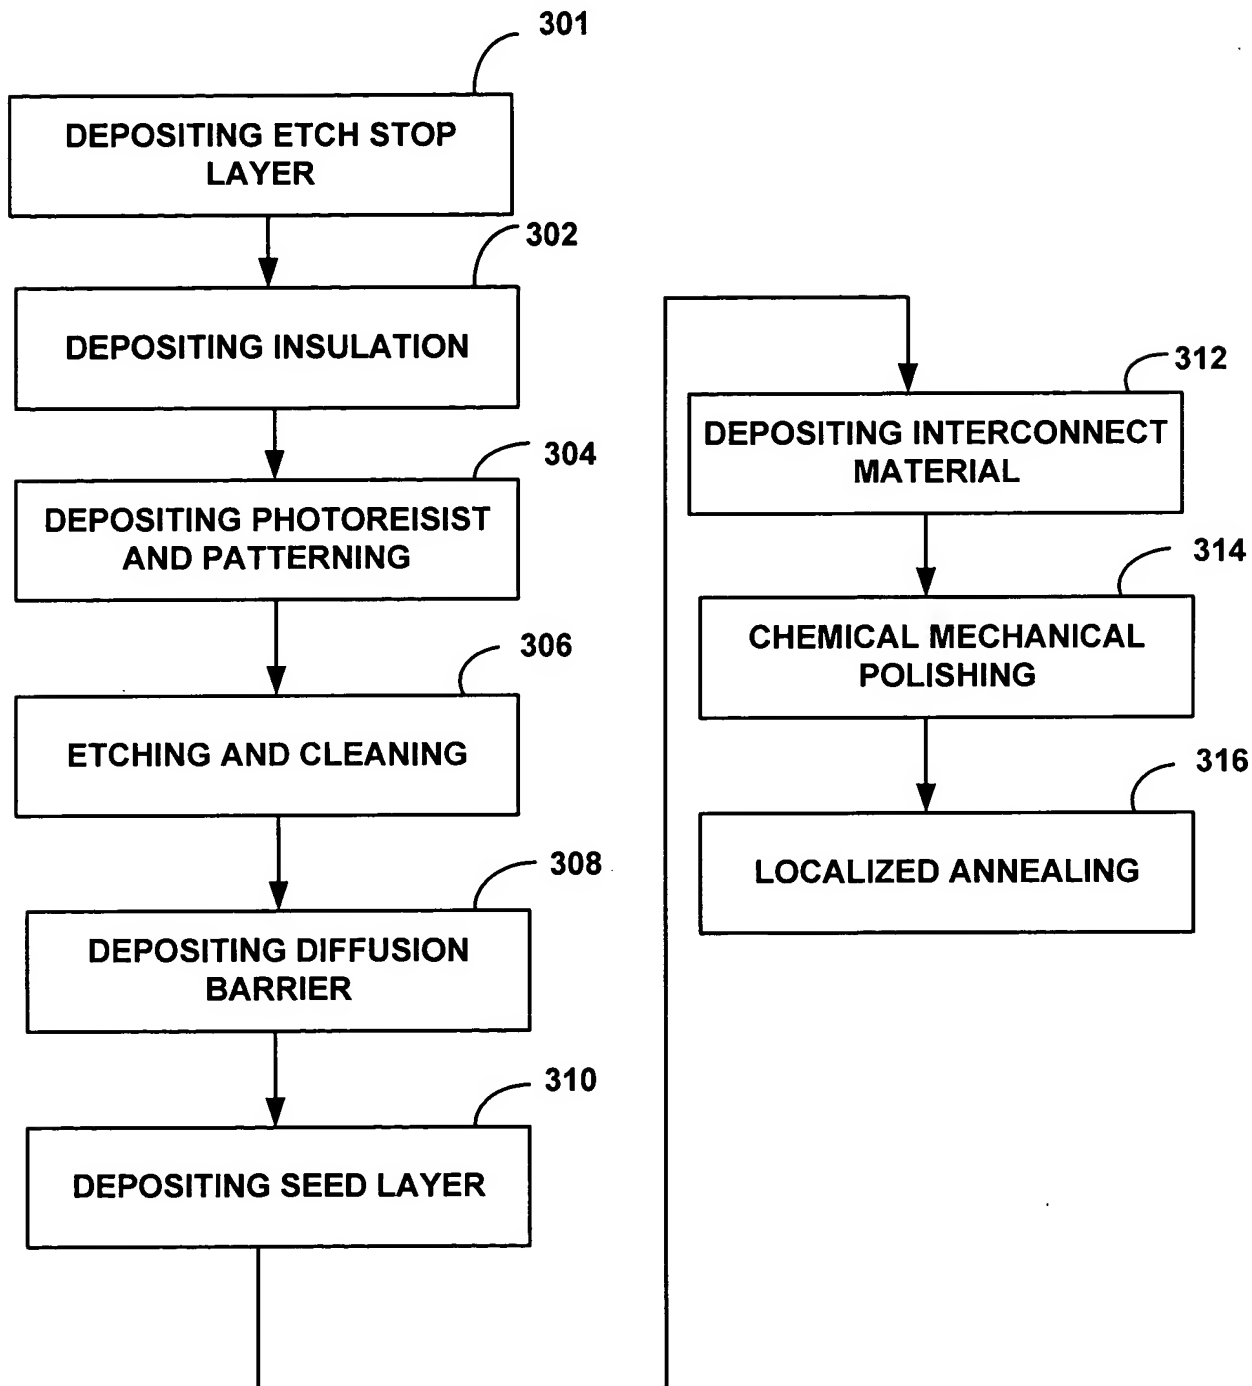 301
DEPOSITING ETCH STOP
LAYER
302
DEPOSITING INSULATION
304
DEPOSITING PHOTOREISIST
AND PATTERNING
306
ETCHING AND CLEANING
308
DEPOSITING DIFFUSION
BARRIER
310
DEPOSITING SEED LAYER
312
DEPOSITING INTERCONNECT
MATERIAL
314
CHEMICAL MECHANICAL
POLISHING
316
LOCALIZED ANNEALING